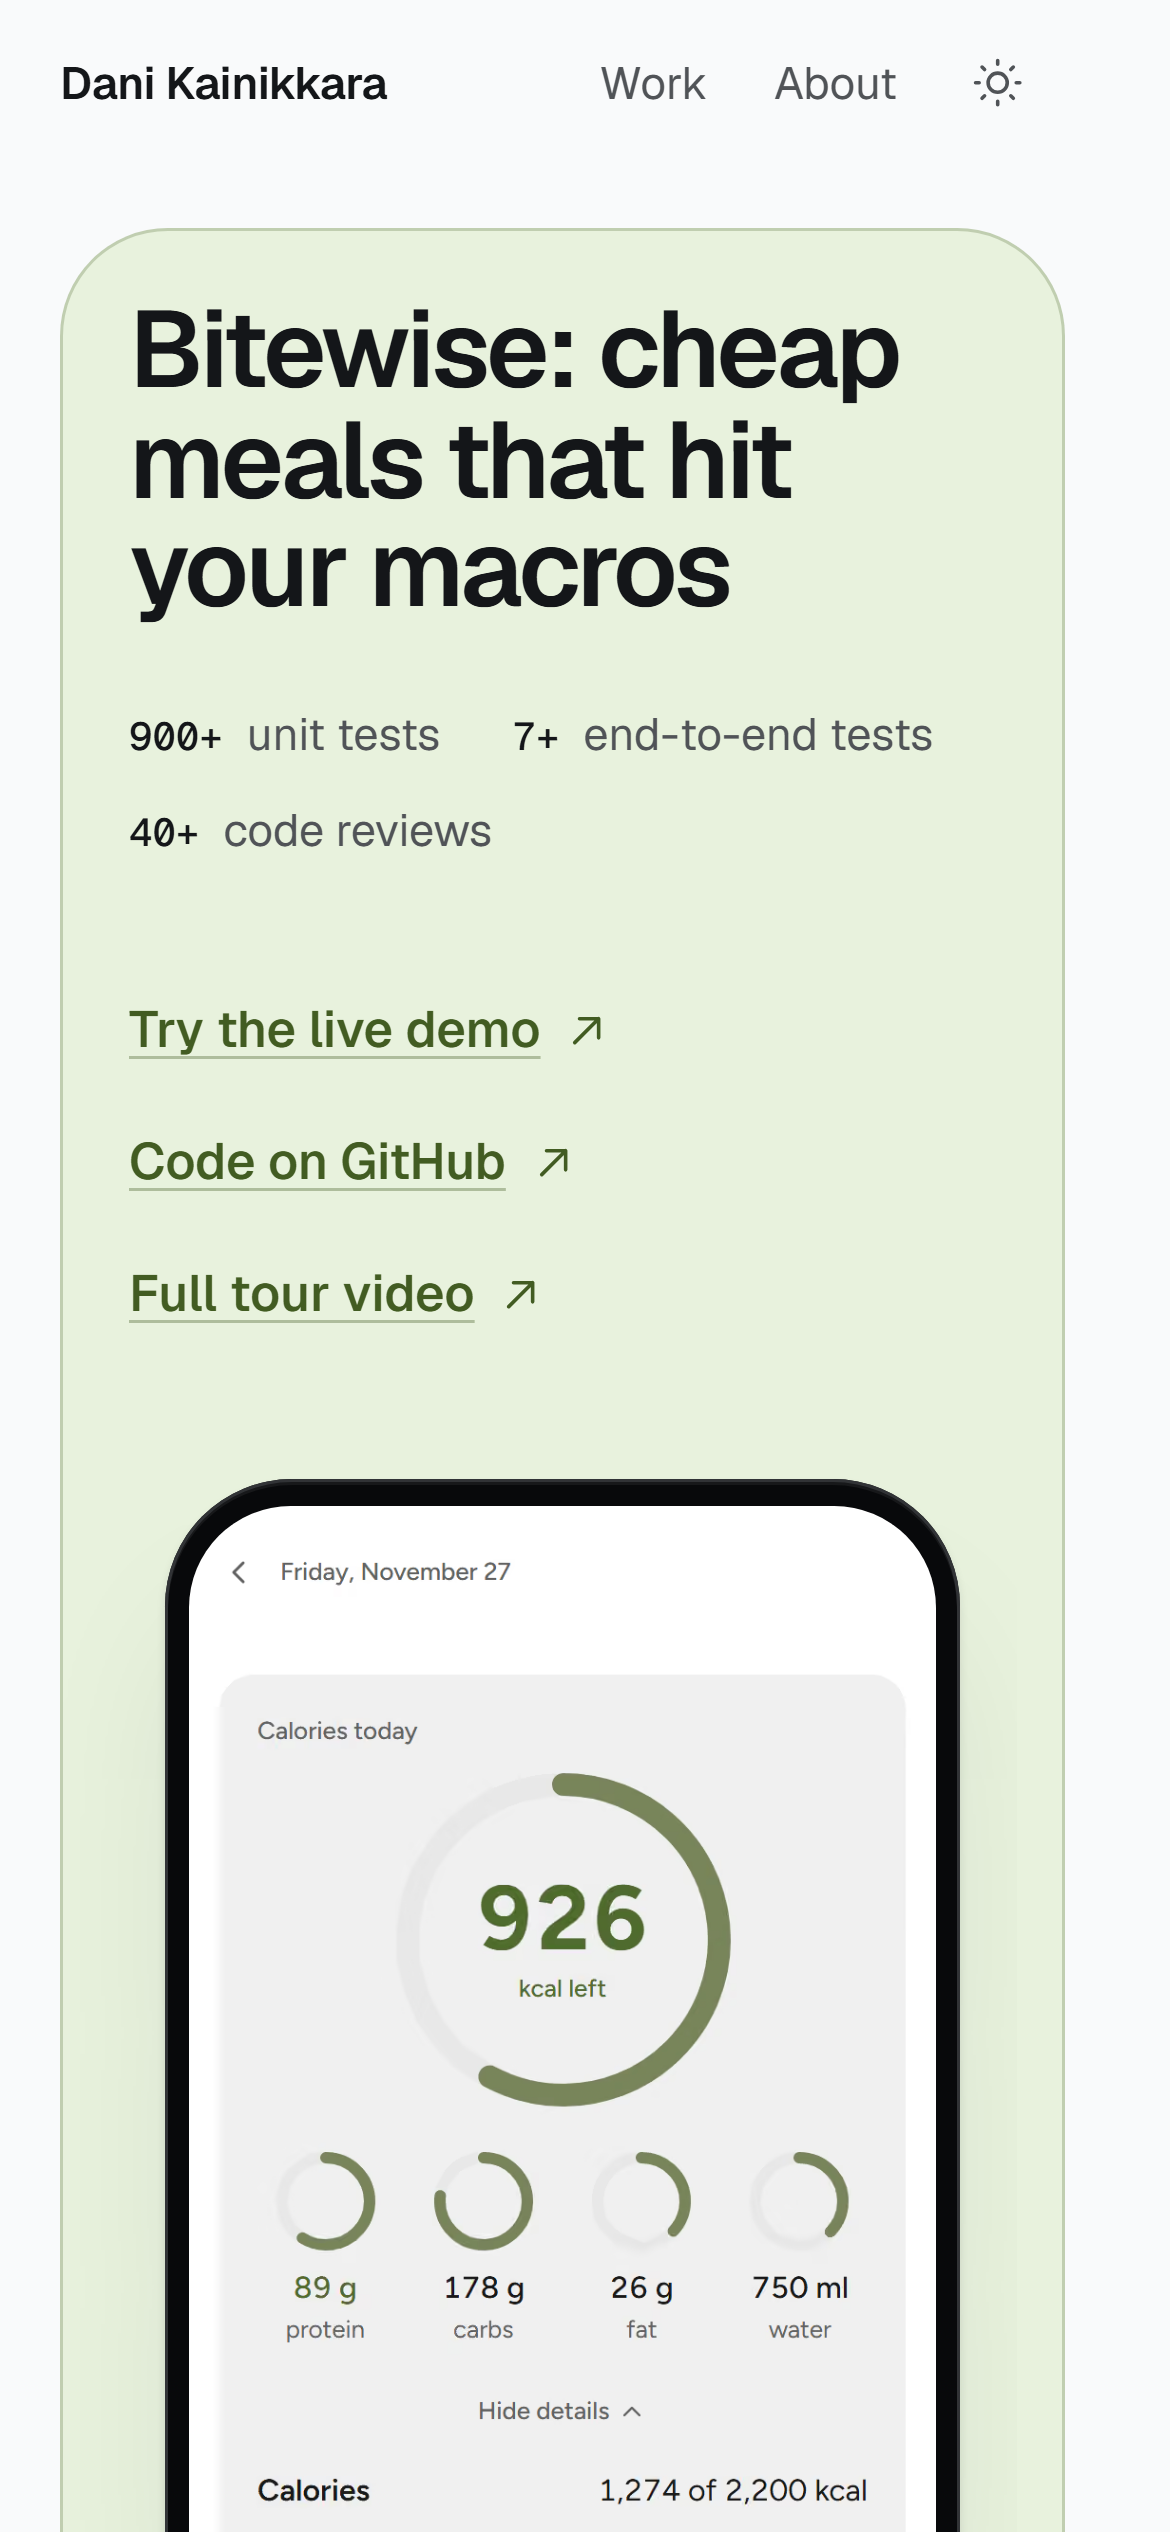 Dani Kainikkara
Work
About
Bitewise: cheap
meals that hit
your macros
900+ unit tests
7+ end-to-end tests
40+ code reviews
Try the live demo
Code on GitHub
Full tour video
Friday, November 27
Calories today
926
kcal left
89 g
178 g
26 g
750 ml
protein
carbs
fat
water
Hide details
Calories
1,274 of 2,200 kcal